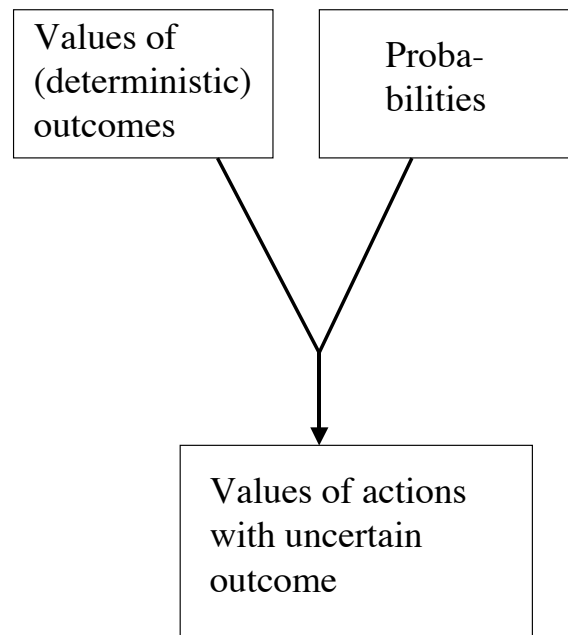 Values of
(deterministic)
outcomes
Proba-
bilities
Values of actions
with uncertain
outcome